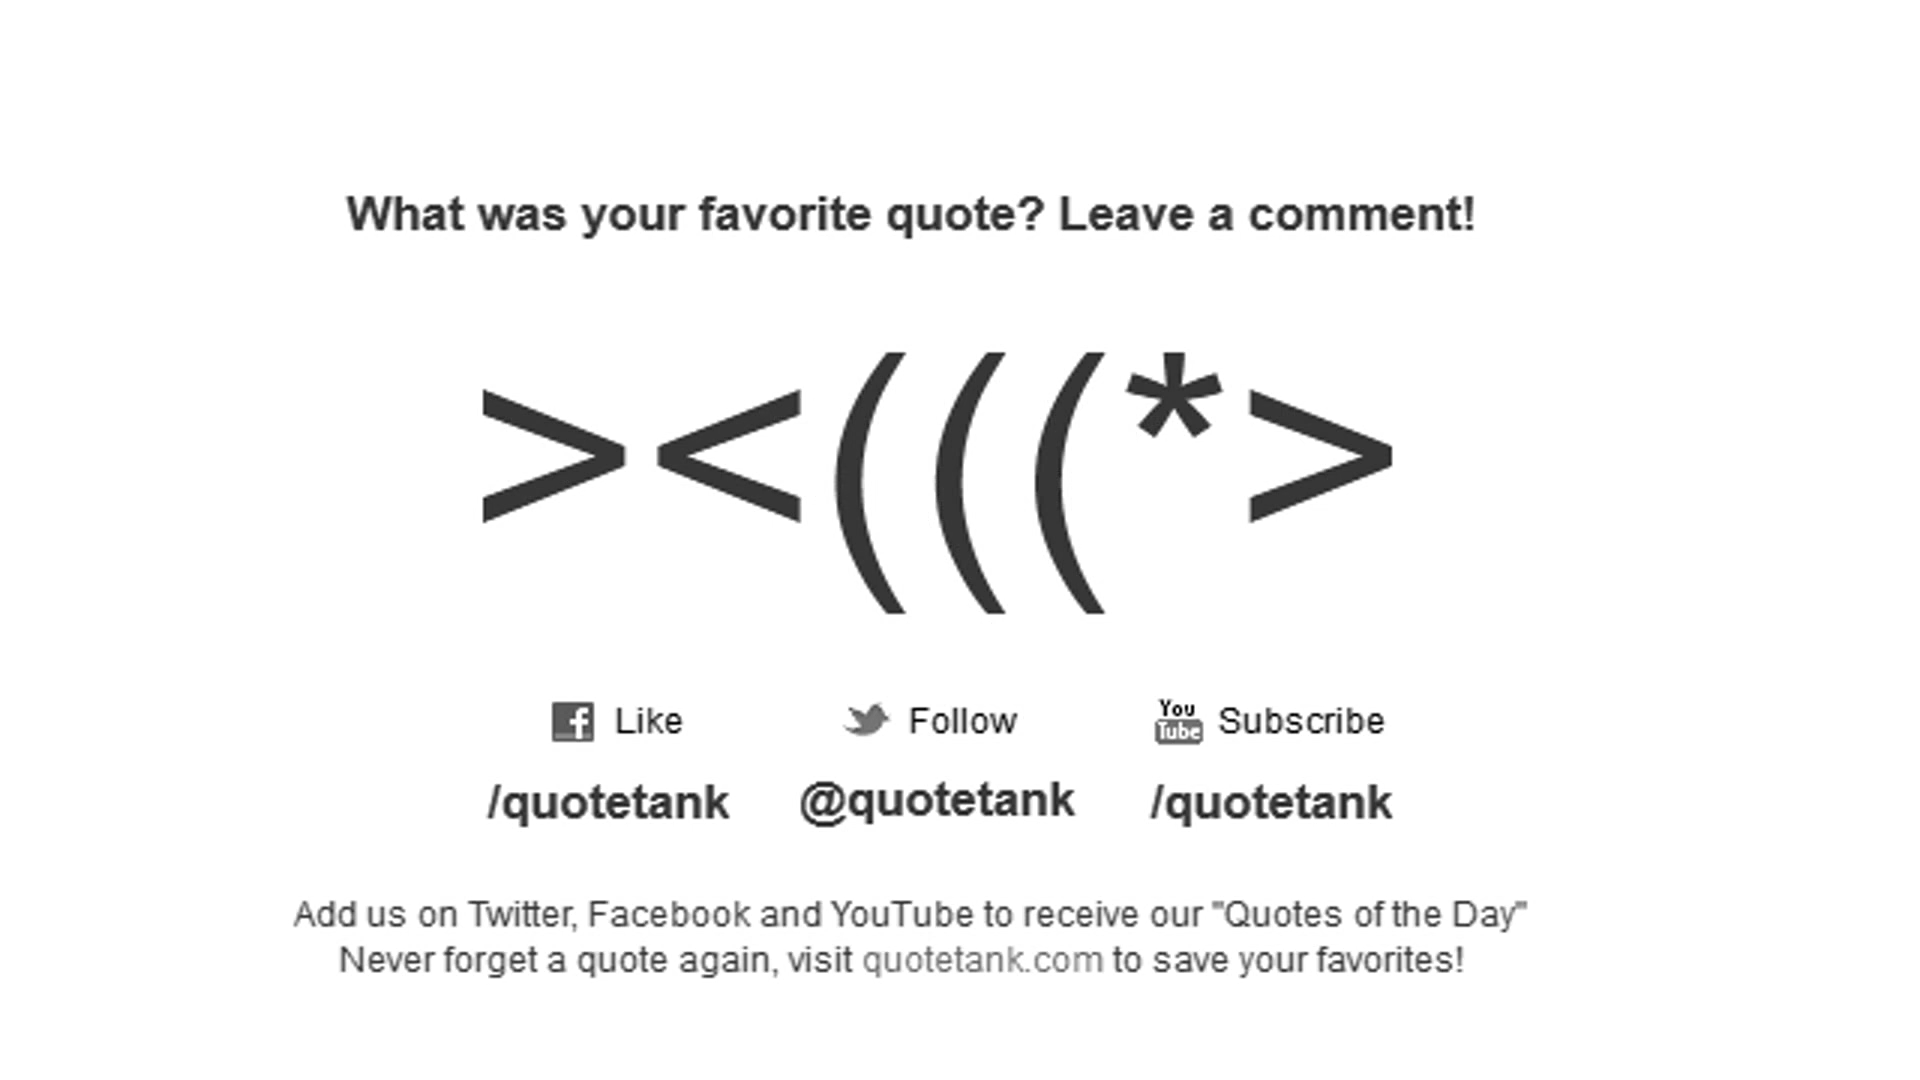 What was your favorite quote? Leave a comment!
><(((*>
f Like
Follow
You Tube Subscribe
/quotetank
@quotetank
/quotetank
Add us on Twitter, Facebook and YouTube to receive our "Quotes of the Day"
Never forget a quote again, visit quotetank.com to save your favorites!